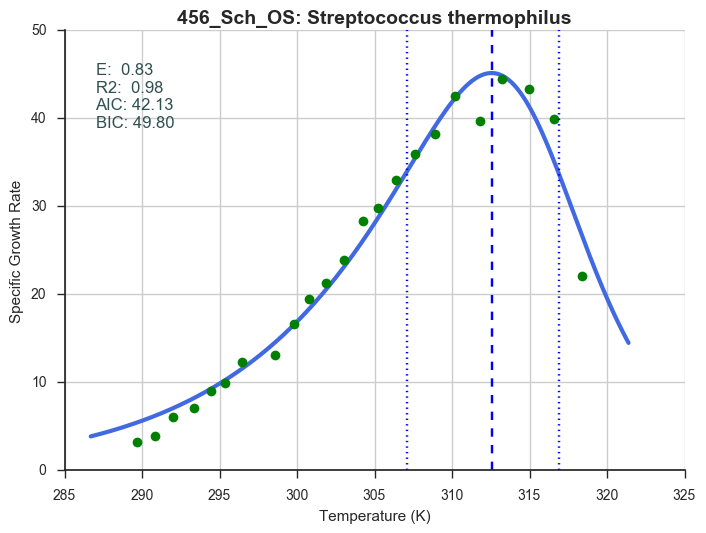 456_Sch_OS: Streptococcus thermophilus
E:  0.83
R2:  0.98
AIC: 42.13
BIC: 49.80
Specific Growth Rate
50
40
30
20
10
0
285 290 295 300 305 310 315 320 325
Temperature (K)